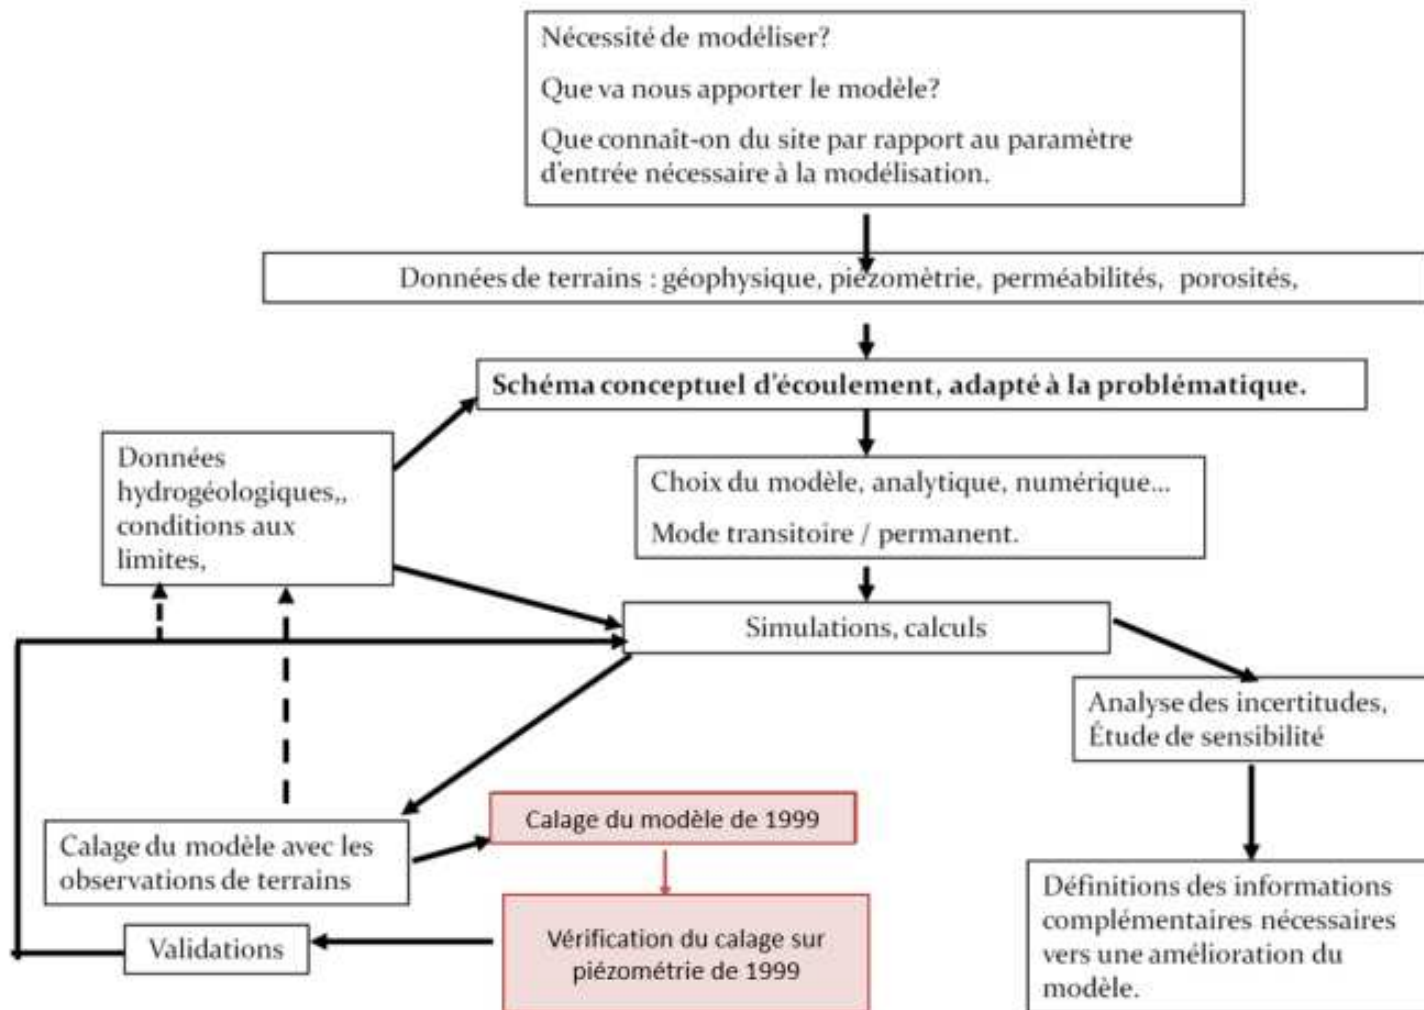 Nécessité de modéliser?
Que va nous apporter le modèle?
Que connaît-on du site par rapport au paramètre
d'entrée nécessaire à la modélisation.
Données de terrains : géophysique, piézomètrie, perméabilités, porosités,
Schéma conceptuel d'écoulement, adapté à la problématique.
Données
hydrogéologiques,,
conditions aux
limites,
Choix du modèle, analytique, numérique...
Mode transitoire / permanent.
Simulations, calculs
Analyse des incertitudes,
Étude de sensibilité
Calage du modèle de 1999
Calage du modèle avec les
observations de terrains
Définitions des informations
complémentaires nécessaires
vers une amélioration du
modèle.
Vérification du calage sur
piézométrie de 1999
Validations